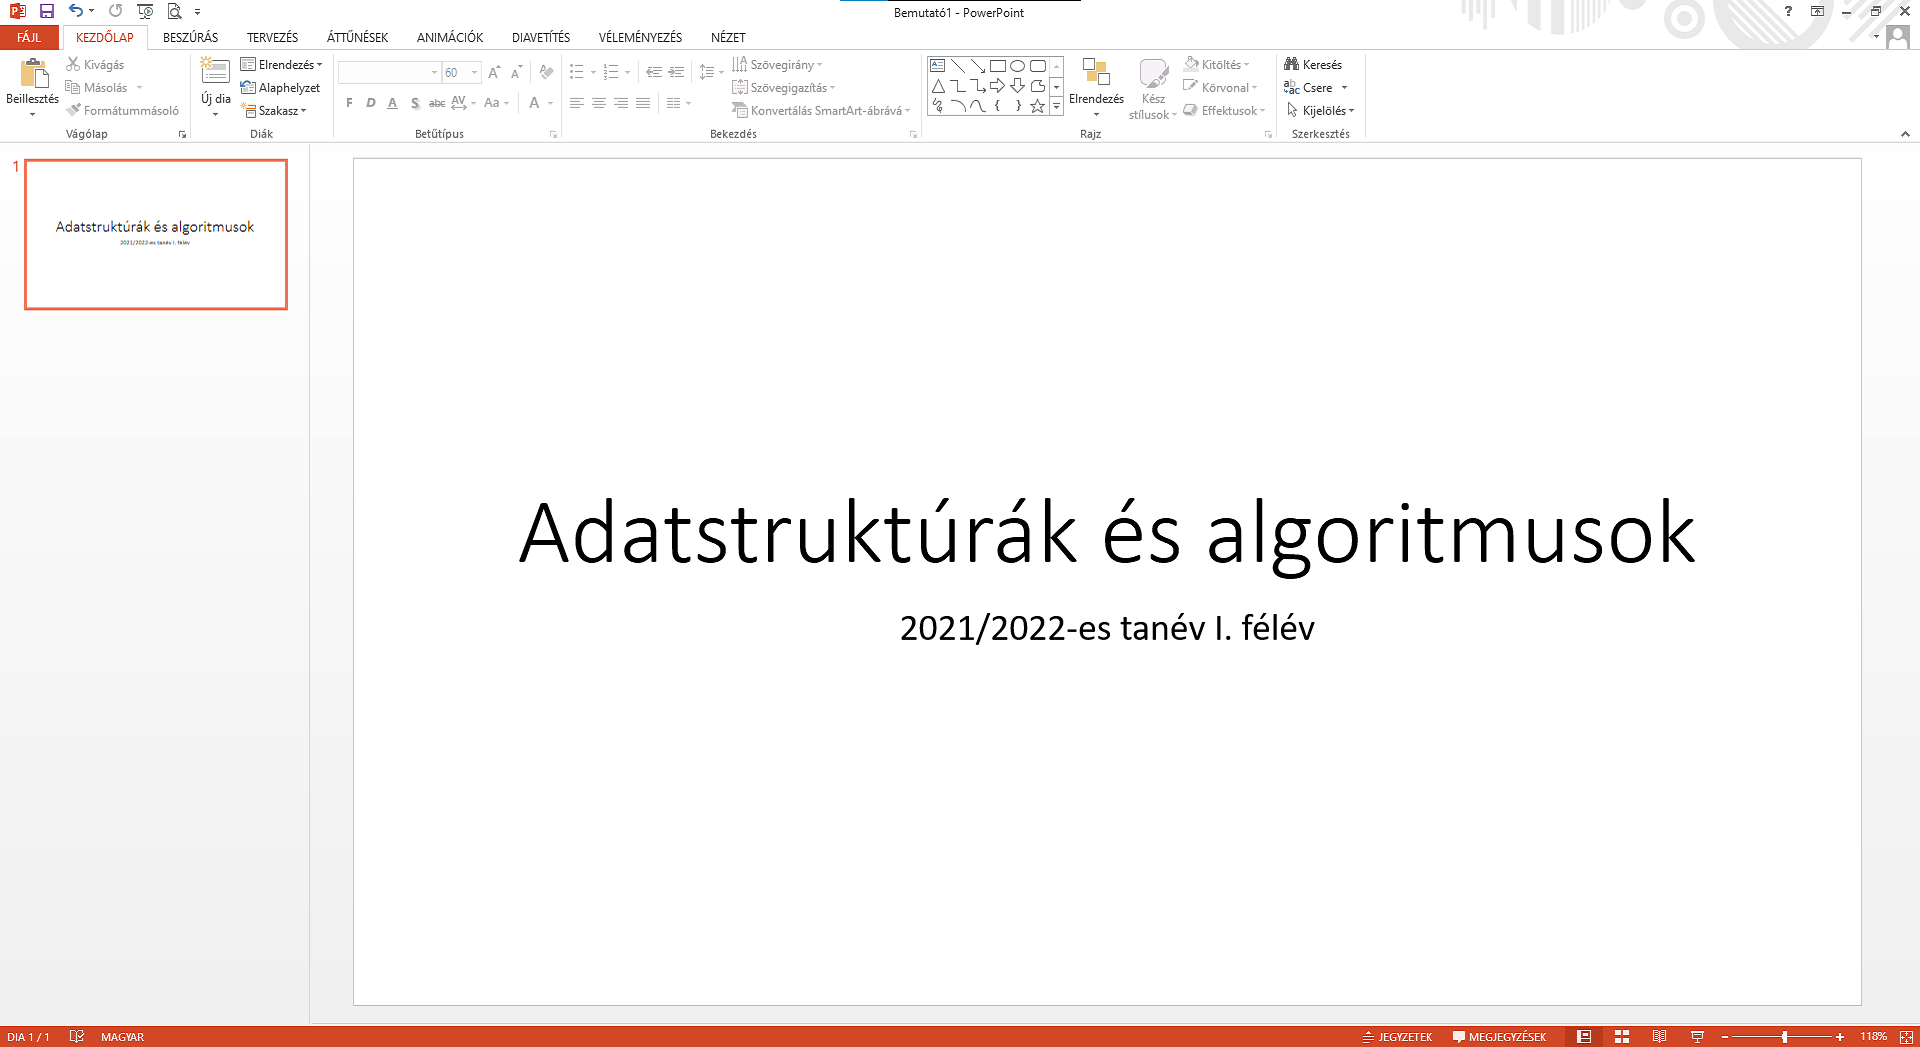 Bemutató1 - PowerPoint
?
FÁJL KEZDŐLAP BESZÚRÁS TERVEZÉS ÁTTŰNÉSEK ANIMÁCIÓK DIAVETÍTÉS VÉLEMÉNYEZÉS NÉZET
Beillesztés
Kivágás
Másolás
Formátummásoló
Vágólap
Új dia
Elrendezés
Alaphelyzet
Szakasz
Diák
60
F D A S abc AV Aa A
Betűtípus
Szövegirány
Szövegigazítás
Konvertálás SmartArt-ábrává
Bekezdés
Elrendezés
Kész
stílusok
Kitöltés
Körvonal
Effektusok
Rajz
Keresés
Csere
Kijelölés
Szerkesztés
1
Adatstruktúrák és algoritmusok
2021/2022-es tanév I. félév
Adatstruktúrák és algoritmusok
2021/2022-es tanév I. félév
DIA 1 / 1 MAGYAR JEGYZETEK MEGJEGYZÉSEK 118%